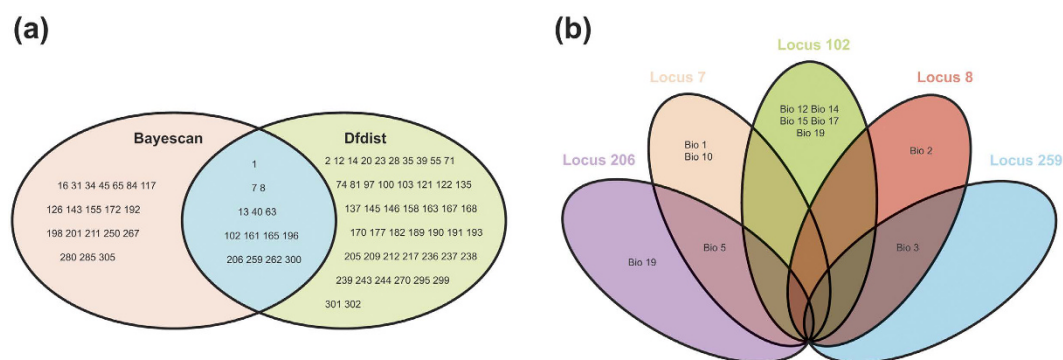 (a)
Bayescan
16 31 34 45 65 84 117
126 143 155 172 192
198 201 211 250 267
280 285 305
1
7 8
13 40 63
102 161 165 196
206 259 262 300
Dfdist
2 12 14 20 23 28 35 39 55 71
74 81 97 100 103 121 122 135
137 145 146 158 163 167 168
170 177 182 189 190 191 193
205 209 212 217 236 237 238
239 243 244 270 295 299
301 302
(b)
Locus 102
Locus 7
Locus 8
Locus 206
Locus 259
Bio 12 Bio 14
Bio 15 Bio 17
Bio 19
Bio 1
Bio 10
Bio 2
Bio 5
Bio 3
Bio 19